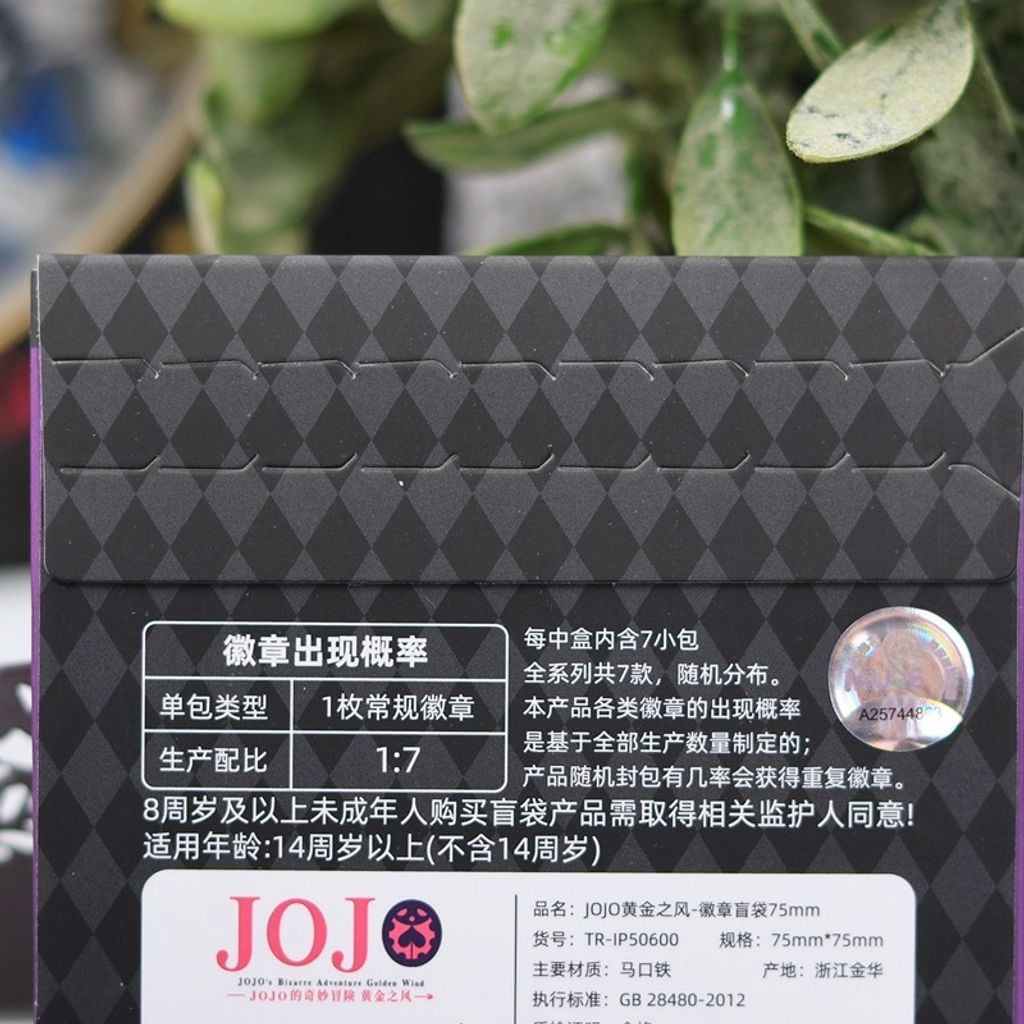 徽章出现概率
单包类型 1枚常规徽章
生产配比 1:7
每中盒内含7小包
全系列共7款，随机分布。
本产品各类徽章的出现概率
是基于全部生产数量制定的；
产品随机封包有几率会获得重复徽章。
A257448
8周岁及以上未成年人购买盲袋产品需取得相关监护人同意!
适用年龄:14周岁以上(不含14周岁)
JOJO
JOJO's Bizarre Adventure Golden Wind
JOJO的奇妙冒険 黄金之风
品名：JOJO黄金之风-徽章盲袋75mm
货号：TR-IP50600 规格：75mm*75mm
主要材质：马口铁 产地：浙江金华
执行标准：GB 28480-2012